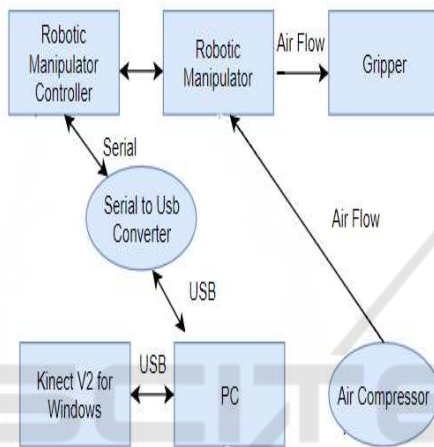 Robotic
Manipulator
Controller
Robotic
Manipulator
Air Flow
Gripper
Serial
Serial to Usb
Converter
Air Flow
USB
USB
Kinect V2 for
Windows
PC
Air Compressor